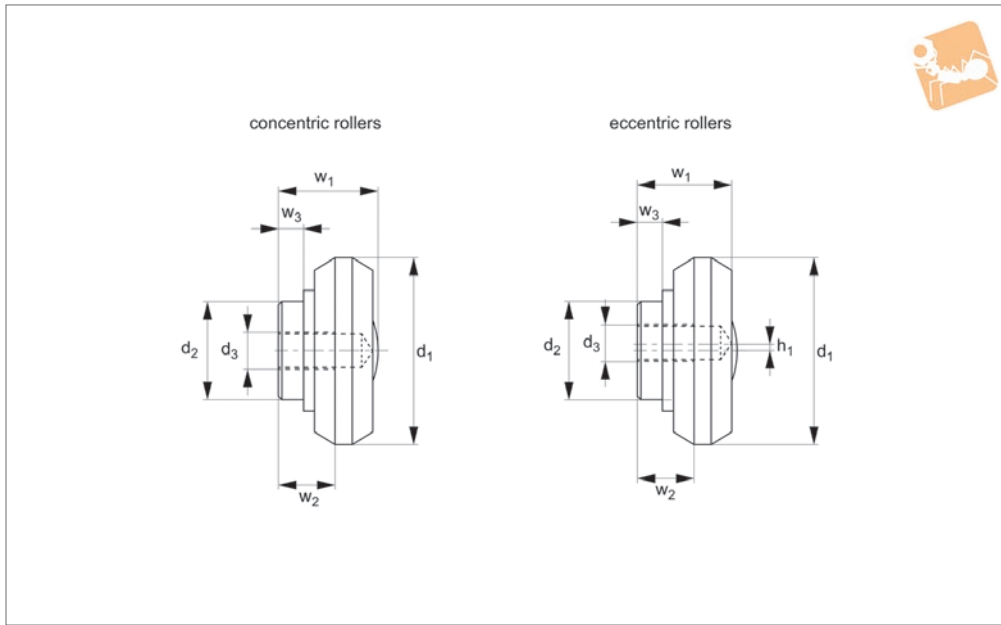 concentric rollers
eccentric rollers
w₁
w₁
w₃
w₃
d₂
d₃
d₁
d₂
d₃
h₁
d₁
w₂
w₂